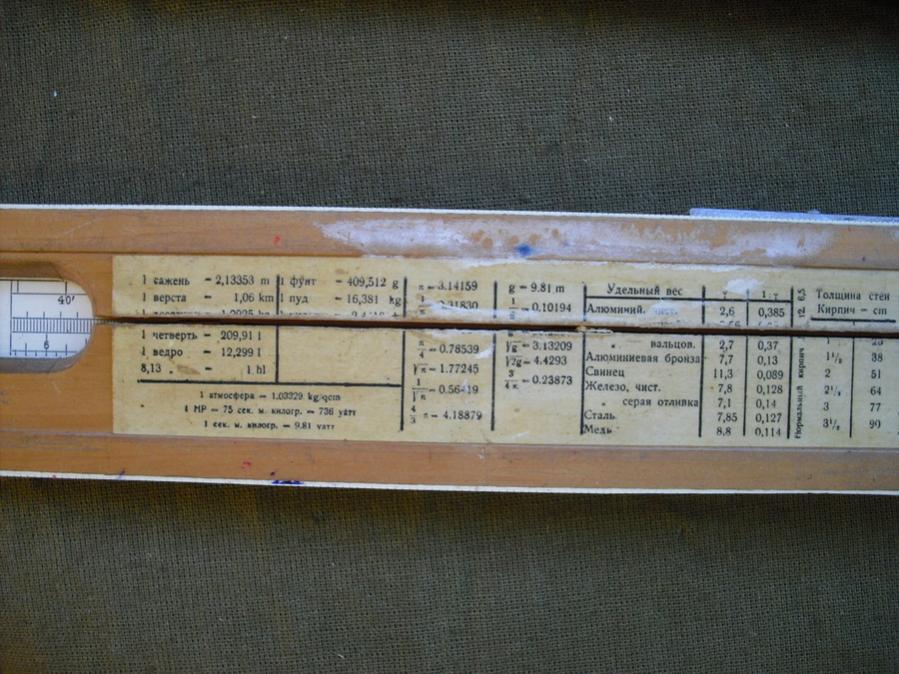 40'
6
1 сажень = 2,13353 m
1 верста = 1,06 km
1 четверть = 209,91 l
1 ведро = 12,299 l
8,13 „ = 1 hl
1 фунт = 409,512 g
1 пуд = 16,381 kg
1 атмосфера = 1,03329 kg/qcm
1 HP = 75 сек. м. килогр. = 736 уатт
1 сек. м. килогр. = 9.81 уатт
π = 3.14159
π/4 = 0.78539
√π = 1.77245
4/3 π = 4.18879
g = 9.81 m
1/g = 0.10194
√g = 3.13209
√2g = 4.4293
3/4π = 0.23873
Удельный вес γ 1:γ
Алюминий, 2,6 0,385
„ вальцов. 2,7 0,37
Алюминиевая бронза 7,7 0,13
Свинец 11,3 0,089
Железо, чист. 7,8 0,128
„ серая отливка 7,1 0,14
Сталь 7,85 0,127
Медь 8,8 0,114
Нормальный кирпич
Толщина стен
Кирпич = cm
1½ 38
2 51
2½ 64
3 77
3½ 90